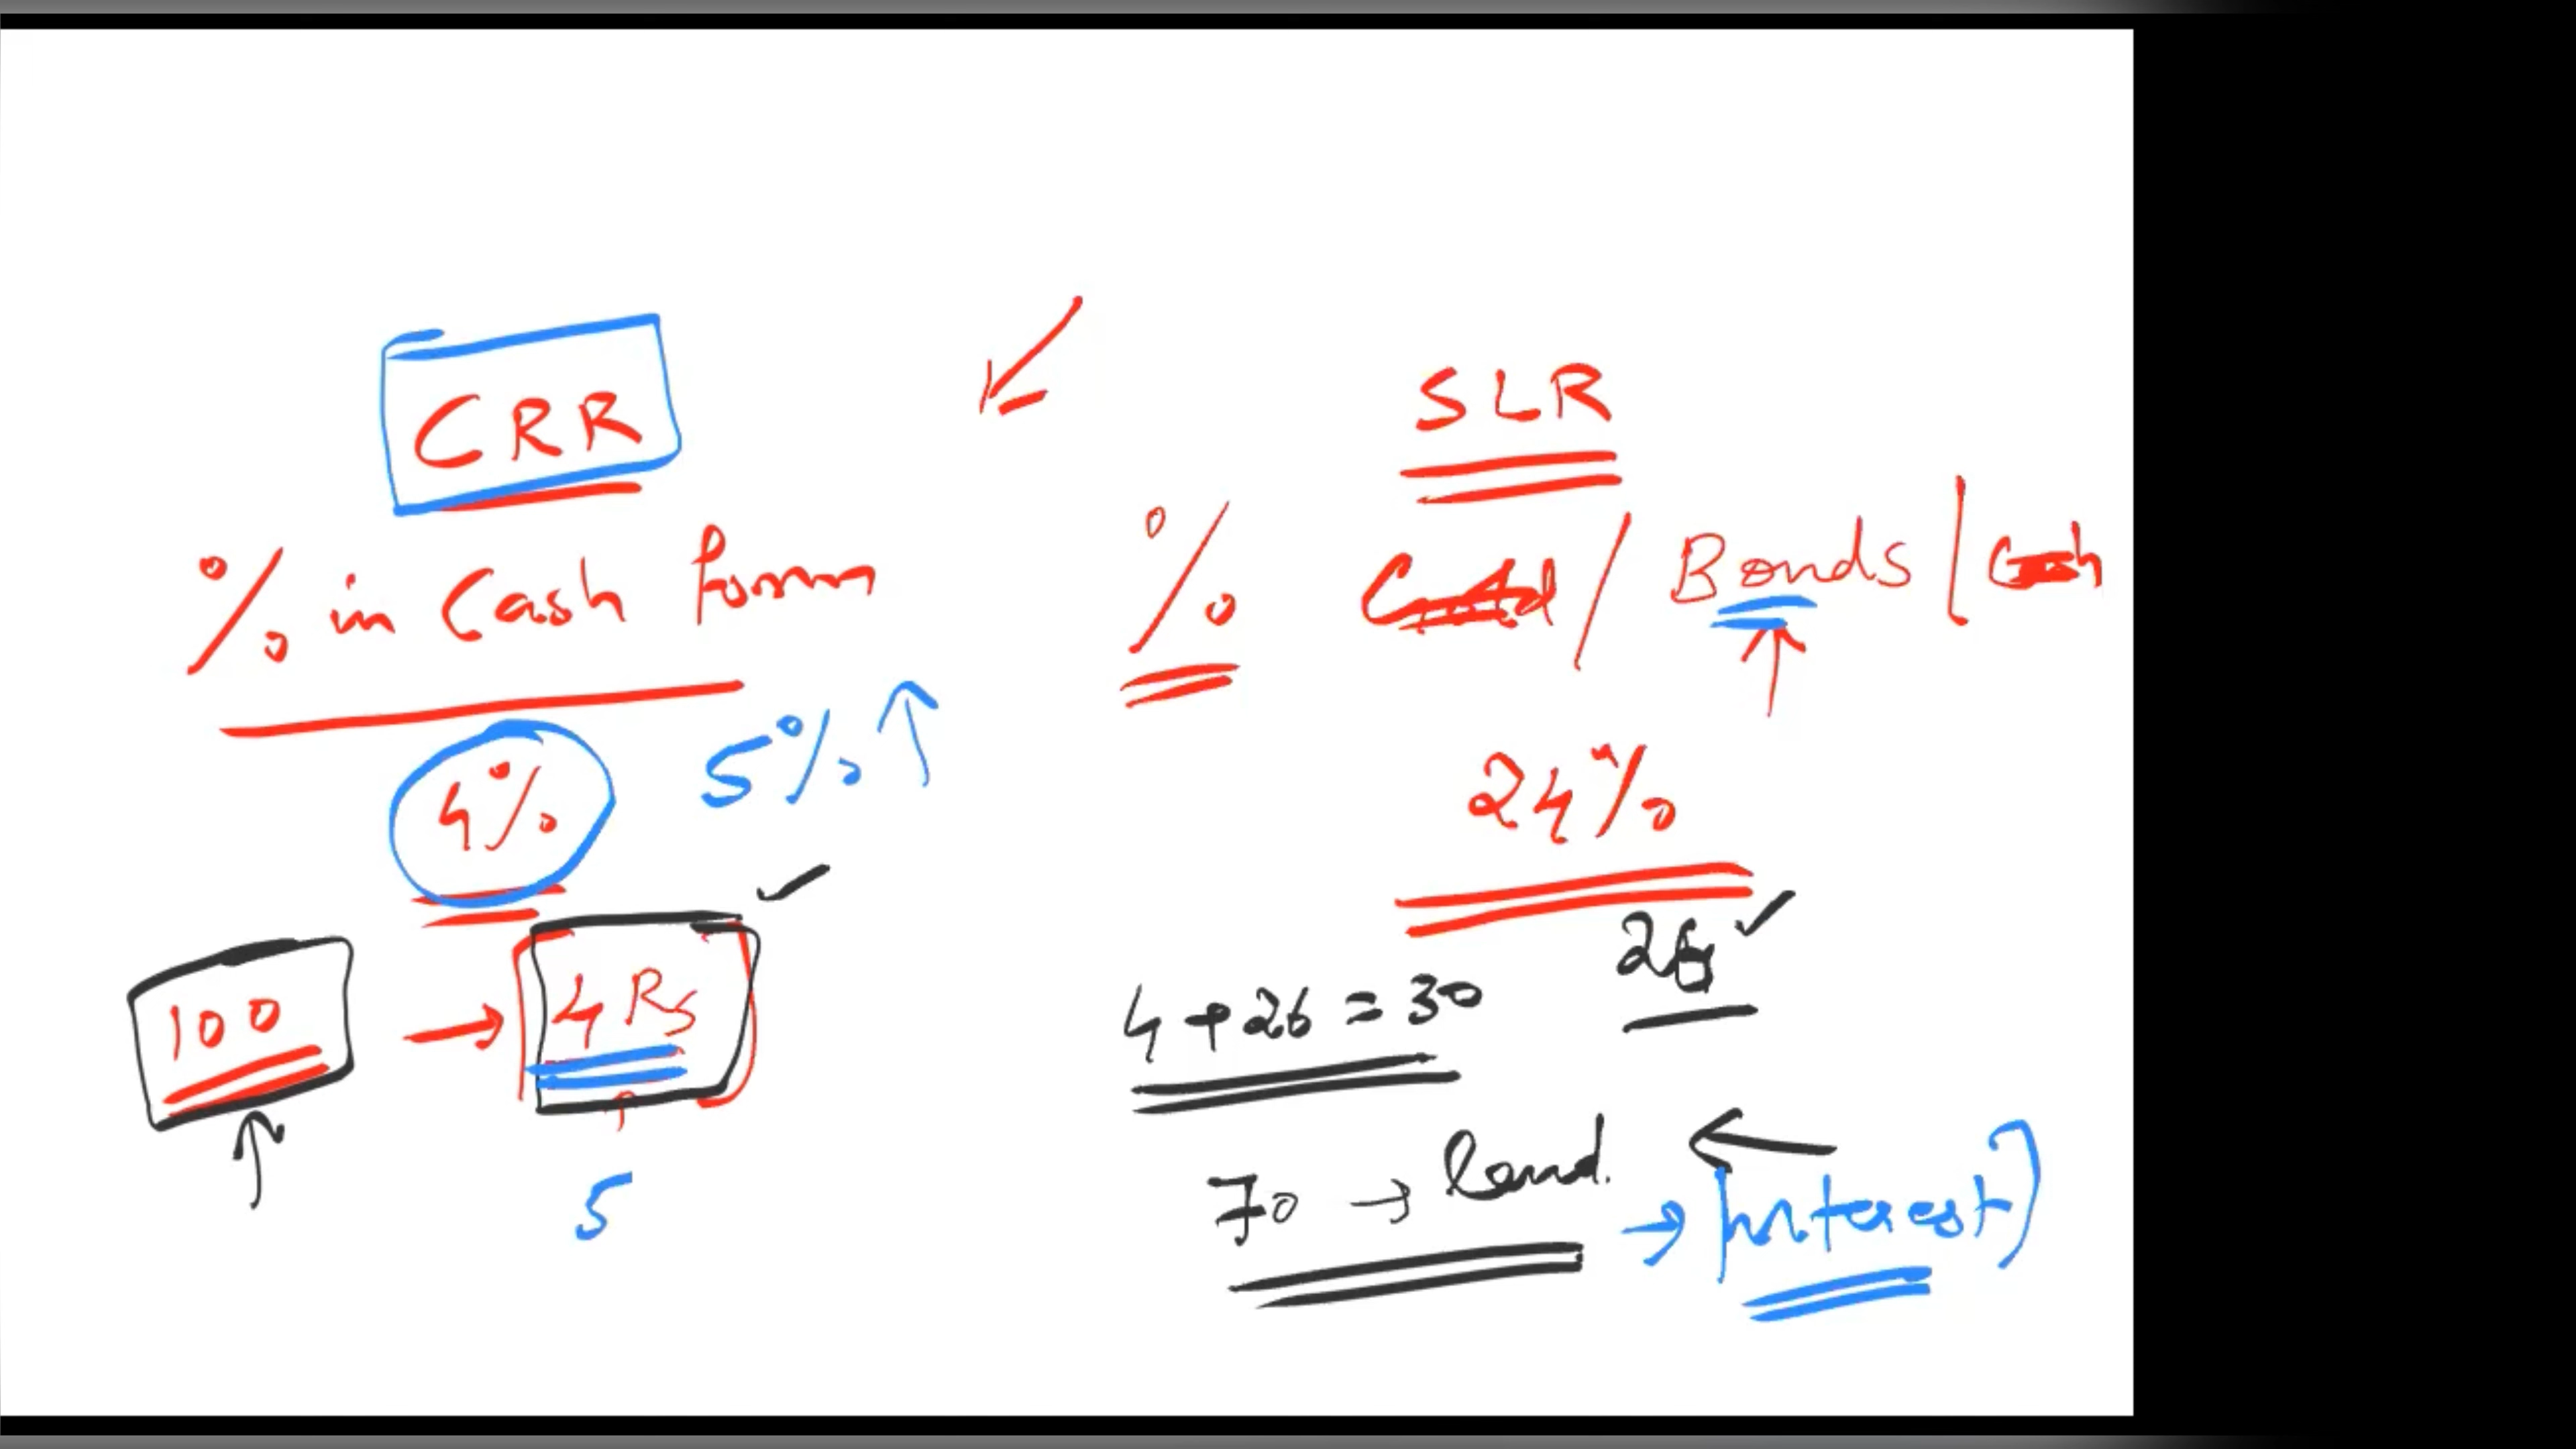 CRR
SLR
% in Cash form
% / Bonds / Cash
4% 5% ↑
24%
100 → 4 Rs
26
4 + 26 = 30
5
70 → lend. → Interest